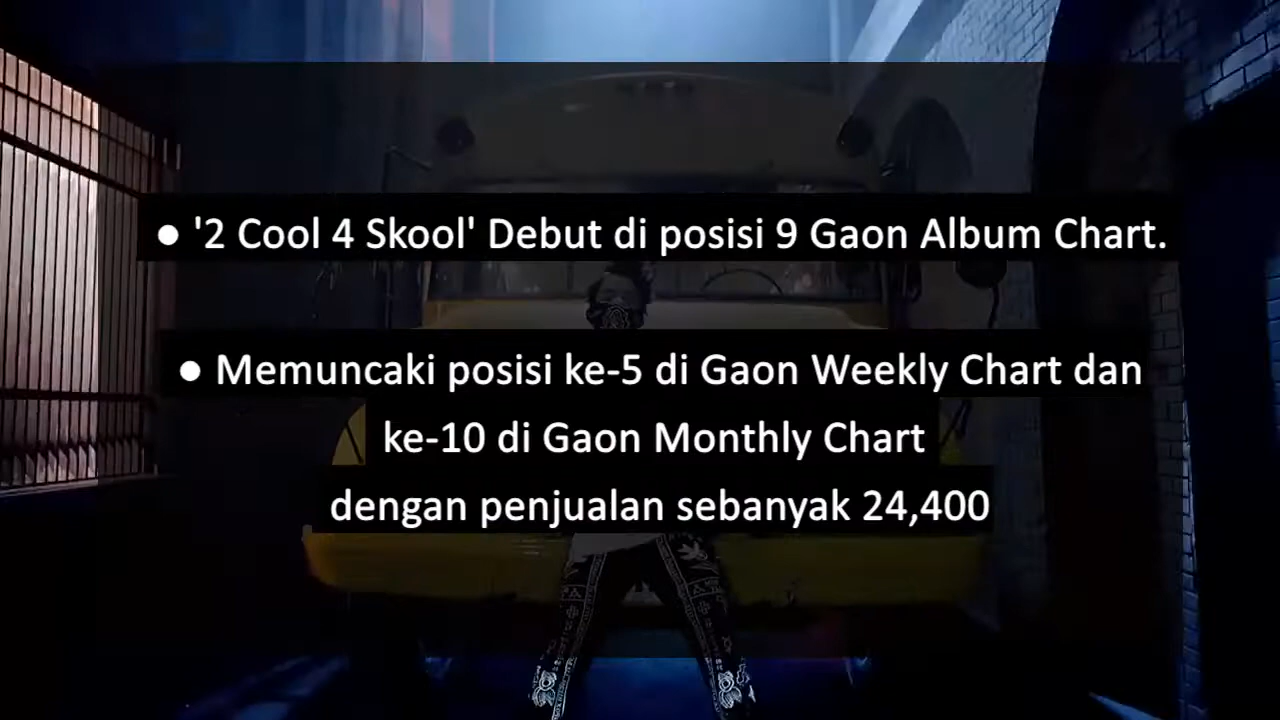 ● '2 Cool 4 Skool' Debut di posisi 9 Gaon Album Chart.
● Memuncaki posisi ke-5 di Gaon Weekly Chart dan
ke-10 di Gaon Monthly Chart
dengan penjualan sebanyak 24,400